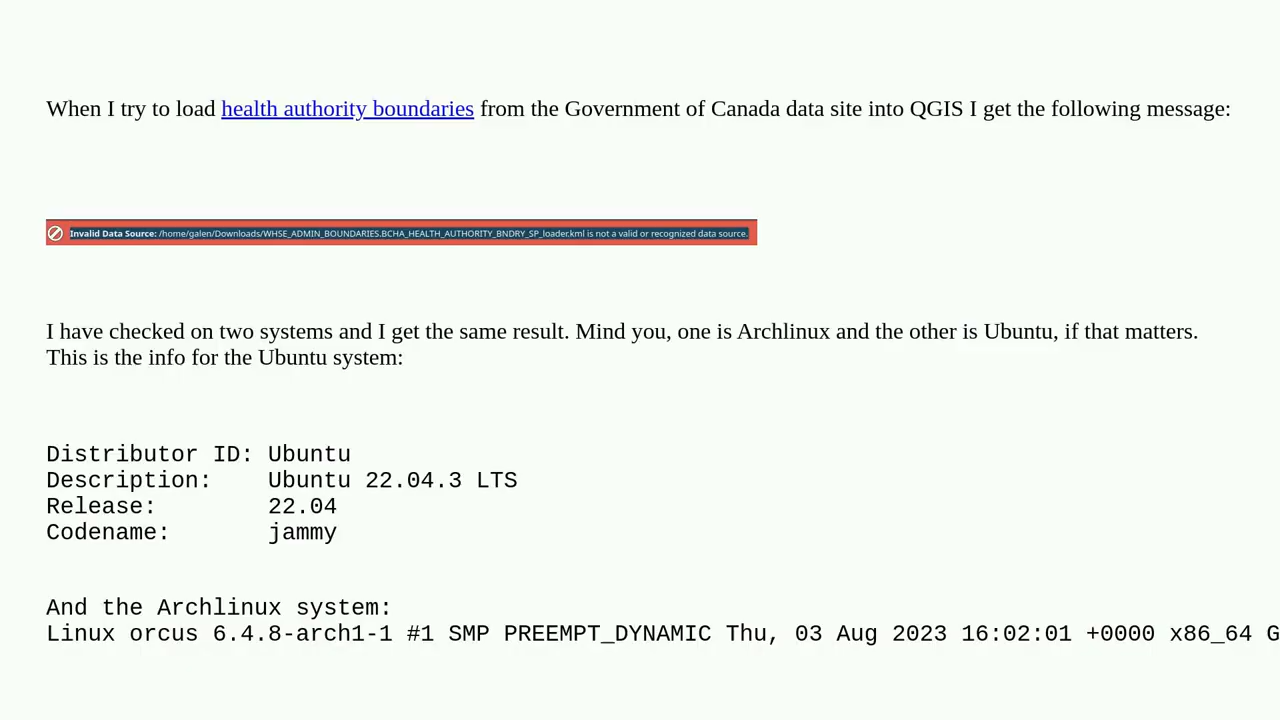 When I try to load health authority boundaries from the Government of Canada data site into QGIS I get the following message:
Invalid Data Source: /home/galen/Downloads/WHSE_ADMIN_BOUNDARIES.BCHA_HEALTH_AUTHORITY_BNDRY_SP_loader.kml is not a valid or recognized data source.
I have checked on two systems and I get the same result. Mind you, one is Archlinux and the other is Ubuntu, if that matters.
This is the info for the Ubuntu system:
Distributor ID: Ubuntu
Description:    Ubuntu 22.04.3 LTS
Release:        22.04
Codename:       jammy
And the Archlinux system:
Linux orcus 6.4.8-arch1-1 #1 SMP PREEMPT_DYNAMIC Thu, 03 Aug 2023 16:02:01 +0000 x86_64 G